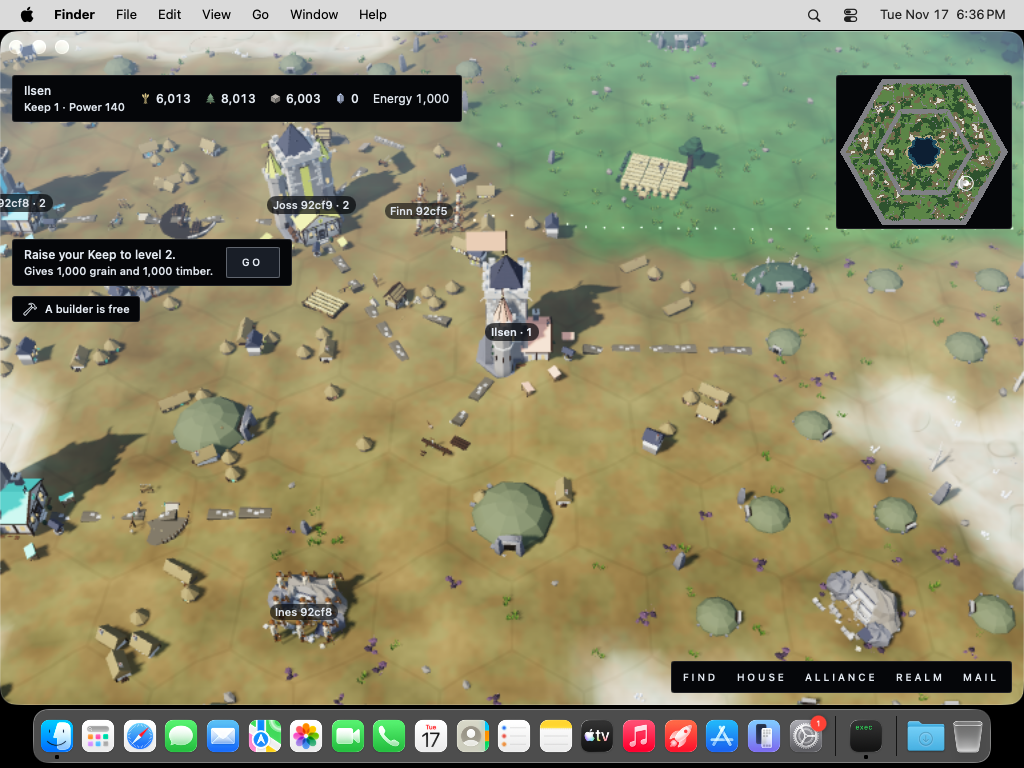 Finder File Edit View Go Window Help Tue Nov 17 6:36 PM
Ilsen
Keep 1 · Power 140
6,013 8,013 6,003 0 Energy 1,000
92cf8 · 2
Joss 92cf9 · 2
Finn 92cf5
Raise your Keep to level 2.
Gives 1,000 grain and 1,000 timber.
GO
A builder is free
Ilsen · 1
Ines 92cf8
FIND HOUSE ALLIANCE REALM MAIL
Tue
17
tv
1
exec